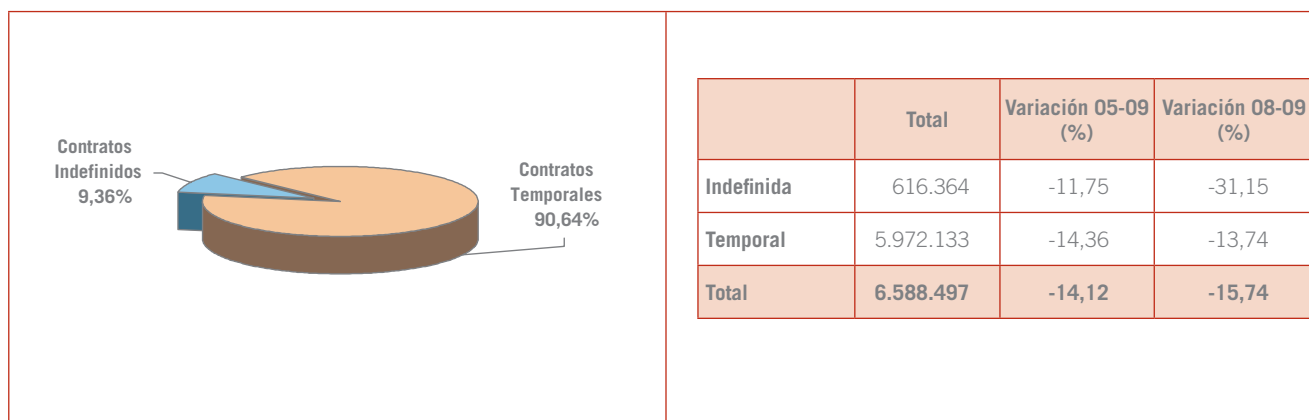 Contratos
Indefinidos
9,36%
Contratos
Temporales
90,64%
Total
Variación 05-09
(%)
Variación 08-09
(%)
Indefinida 616.364 -11,75 -31,15
Temporal 5.972.133 -14,36 -13,74
Total 6.588.497 -14,12 -15,74